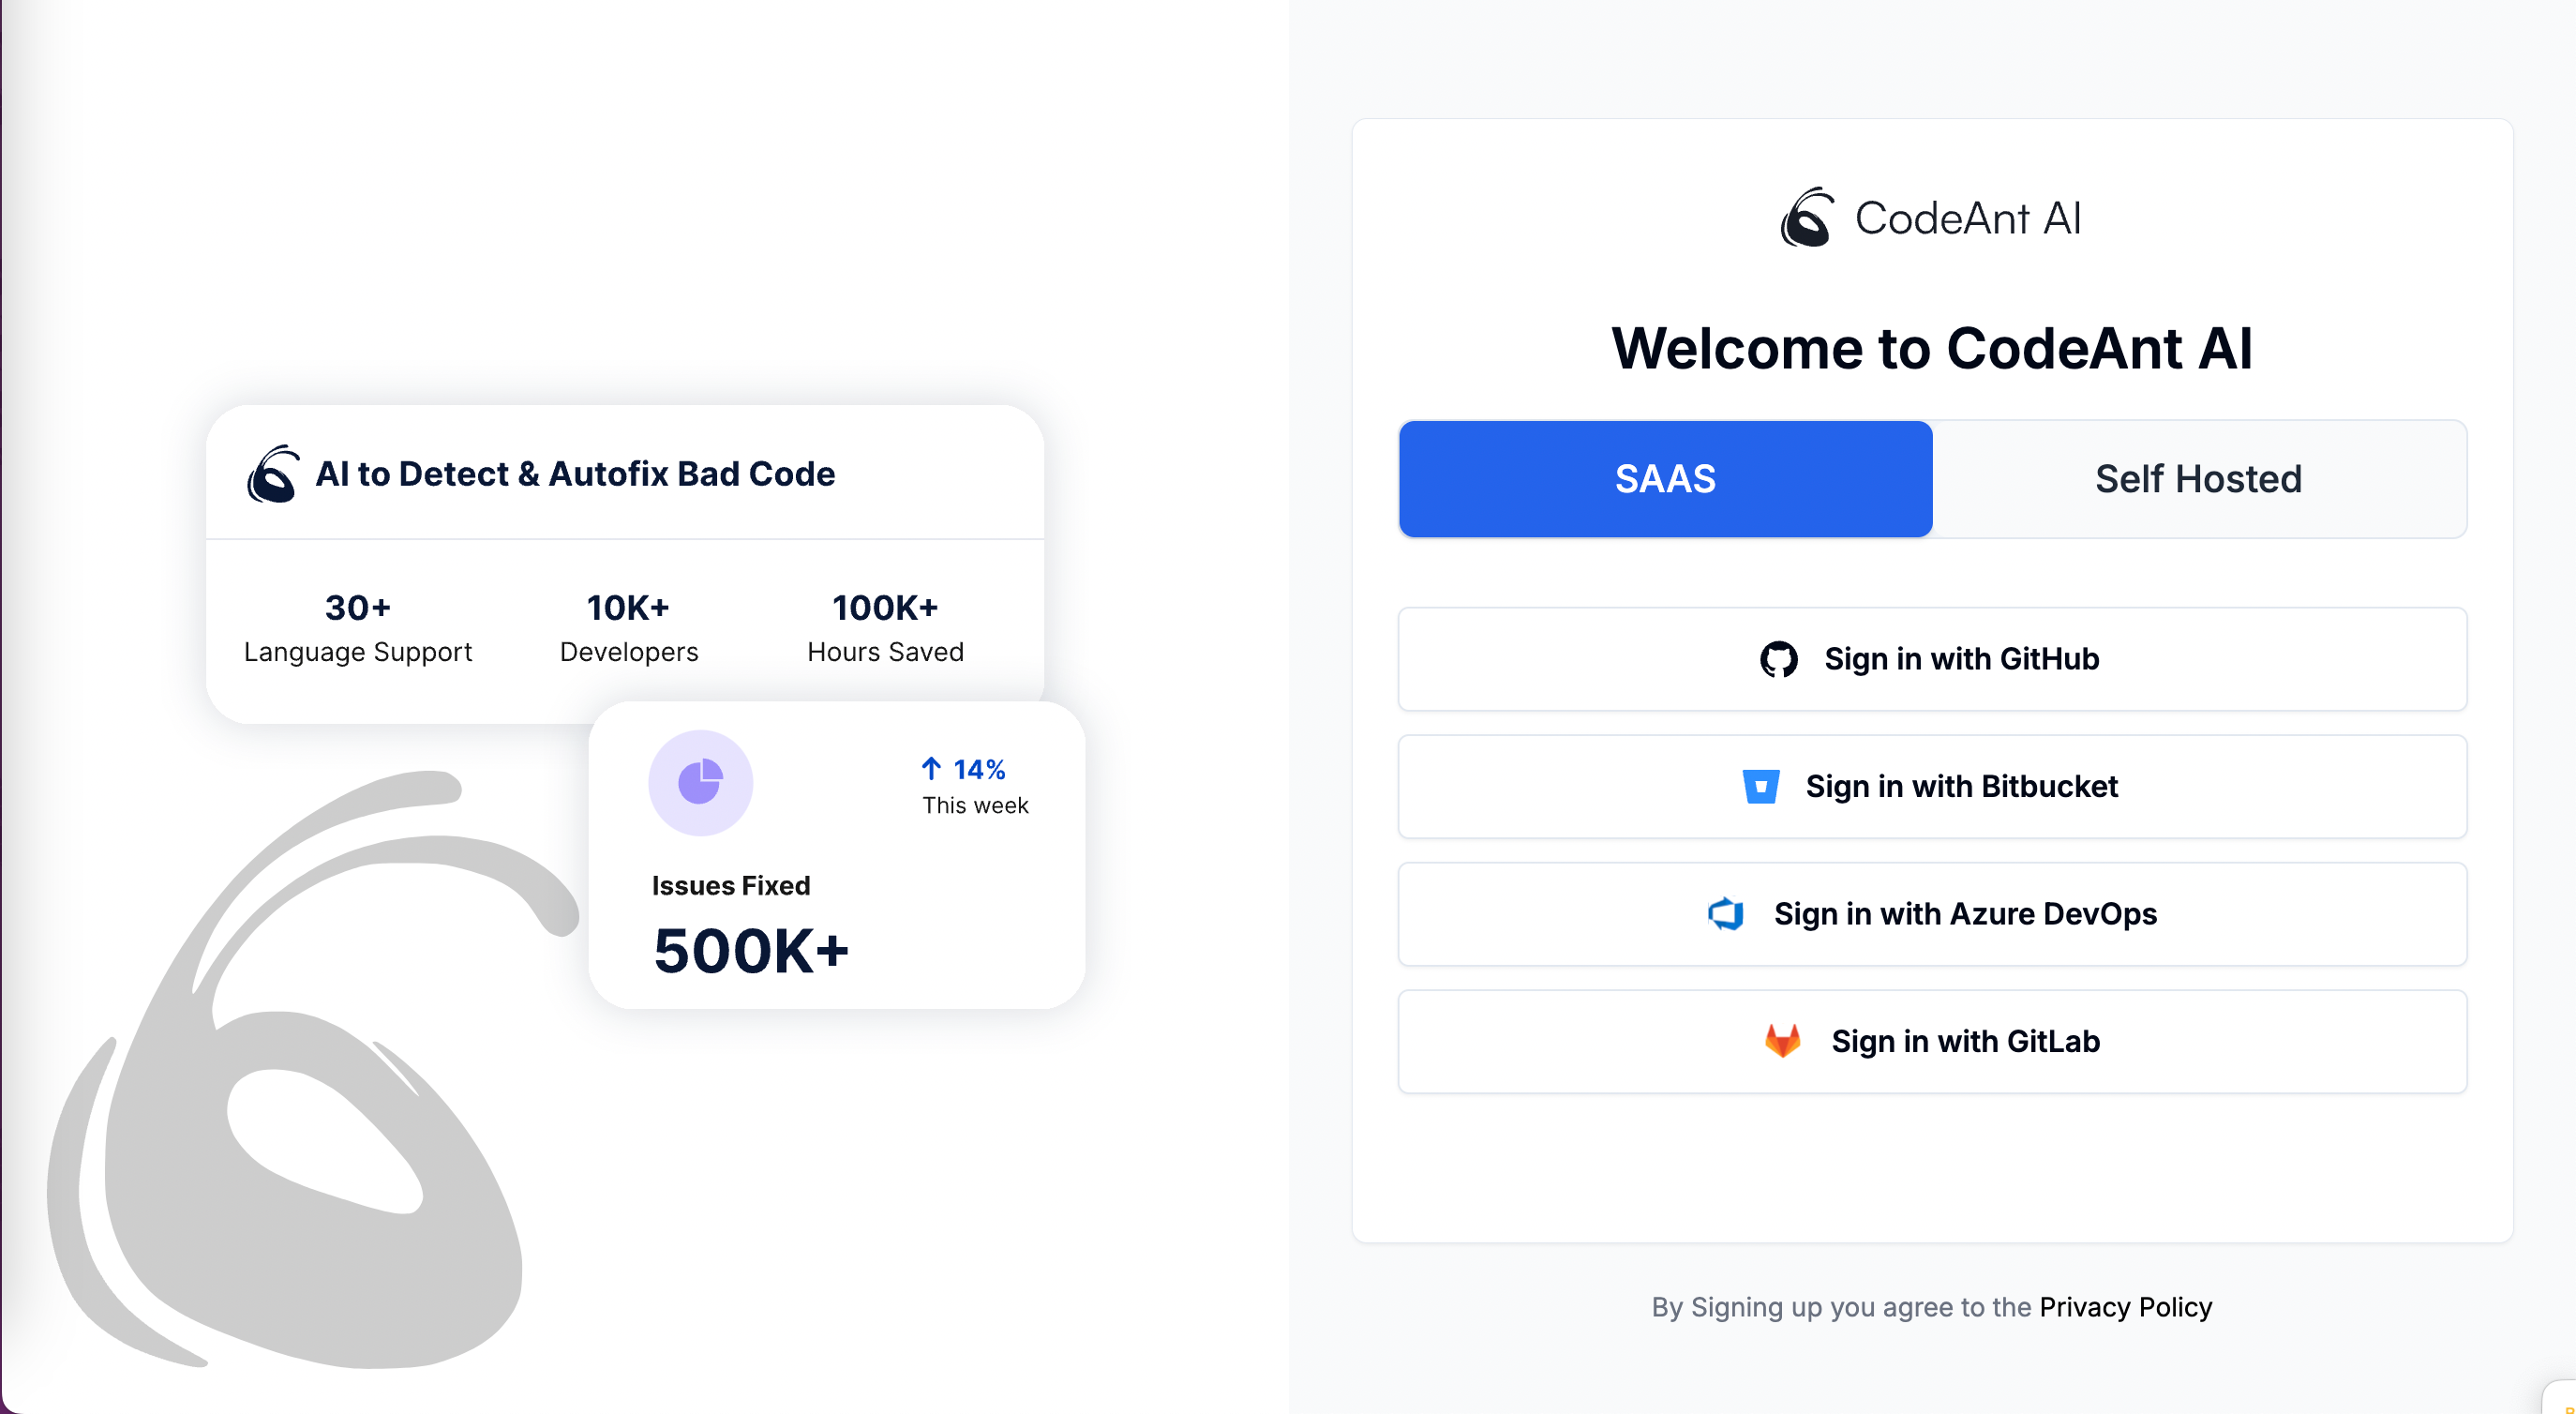 AI to Detect & Autofix Bad Code
30+
Language Support
10K+
Developers
100K+
Hours Saved
14%
This week
Issues Fixed
500K+
CodeAnt AI
Welcome to CodeAnt AI
SAAS
Self Hosted
Sign in with GitHub
Sign in with Bitbucket
Sign in with Azure DevOps
Sign in with GitLab
By Signing up you agree to the Privacy Policy